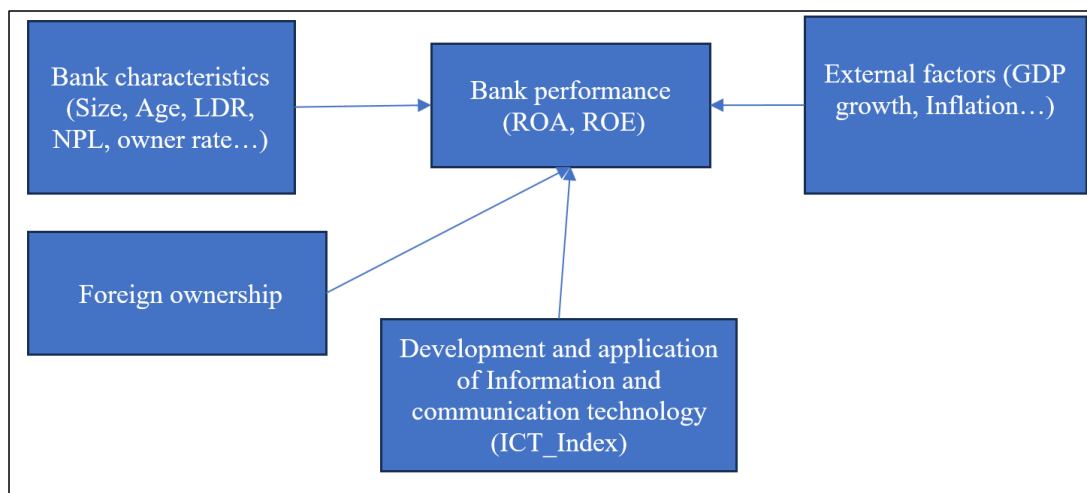 Bank characteristics
(Size, Age, LDR,
NPL, owner rate…)
Bank performance
(ROA, ROE)
External factors (GDP
growth, Inflation…)
Foreign ownership
Development and application
of Information and
communication technology
(ICT_Index)